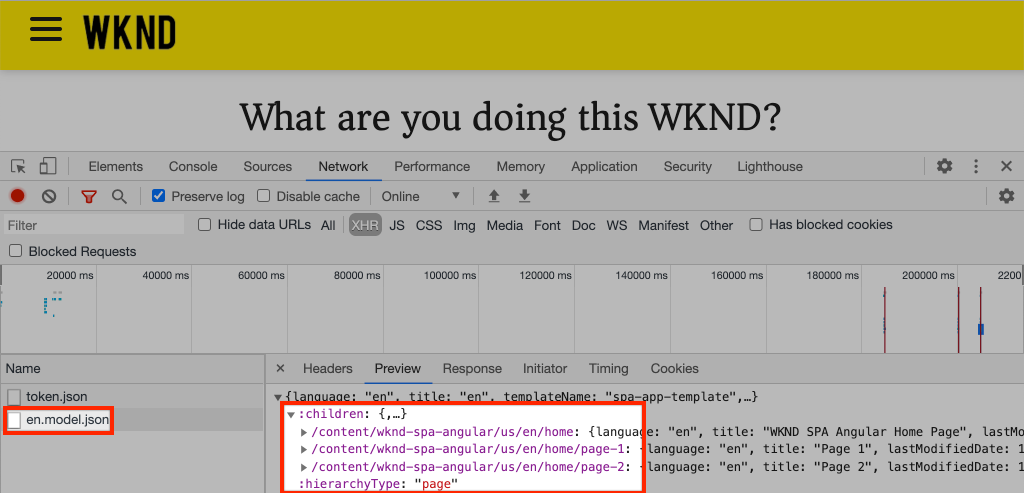 WKND
What are you doing this WKND?
Elements Console Sources Network Performance Memory Application Security Lighthouse
Preserve log Disable cache Online
Filter Hide data URLs All XHR JS CSS Img Media Font Doc WS Manifest Other Has blocked cookies
Blocked Requests
20000 ms 40000 ms 60000 ms 80000 ms 100000 ms 120000 ms 140000 ms 160000 ms 180000 ms 200000 ms 2200
Name × Headers Preview Response Initiator Timing Cookies
token.json
en.model.json
{language: "en", title: "en", templateName: "spa-app-template",…}
:children: {,…}
/content/wknd-spa-angular/us/en/home: {language: "en", title: "WKND SPA Angular Home Page", lastMo
/content/wknd-spa-angular/us/en/home/page-1: {language: "en", title: "Page 1", lastModifiedDate: 1
/content/wknd-spa-angular/us/en/home/page-2: {language: "en", title: "Page 2", lastModifiedDate: 1
:hierarchyType: "page"